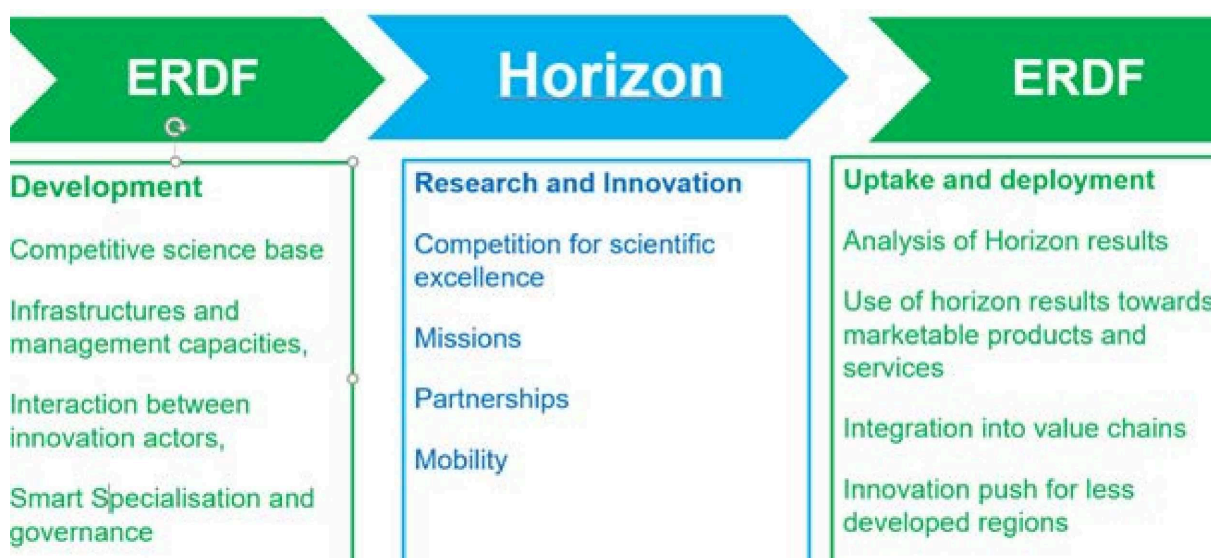 ERDF
Horizon
ERDF
Development
Competitive science base
Infrastructures and
management capacities,
Interaction between
innovation actors,
Smart Specialisation and
governance
Research and Innovation
Competition for scientific
excellence
Missions
Partnerships
Mobility
Uptake and deployment
Analysis of Horizon results
Use of horizon results towards
marketable products and
services
Integration into value chains
Innovation push for less
developed regions